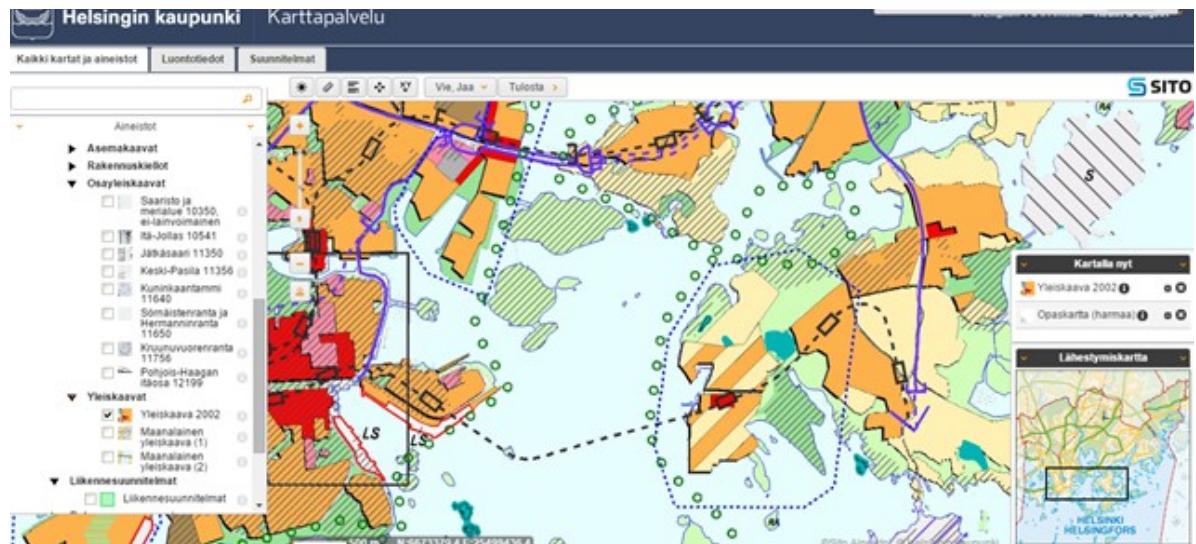 Helsingin kaupunki
Karttapalvelu
Kaikki kartat ja aineistot
Luontotiedot
Suunnitelmat
Vie, Jaa
Tulosta
SITO
Aineistot
Asemakaavat
Rakennuskiellot
Osayleiskaavat
Saaristo ja
merialue 10350,
ei-lainvoimainen
Itä-Jollas 10541
Jätkäsaari 11350
Keski-Pasila 11356
Kuninkaantammi
11640
Sörnäistenranta ja
Hermanninranta
11650
Kruunuvuorenranta
11756
Pohjois-Haagan
itäosa 12199
Yleiskaavat
Yleiskaava 2002
Maanalainen
yleiskaava (1)
Maanalainen
yleiskaava (2)
Liikennesuunnitelmat
Liikennesuunnitelmat
LS
LS
S
Kartalla nyt
Yleiskaava 2002
Opaskartta (harmaa)
Lähestymiskartta
HELSINKI
HELSINGFORS
500 m